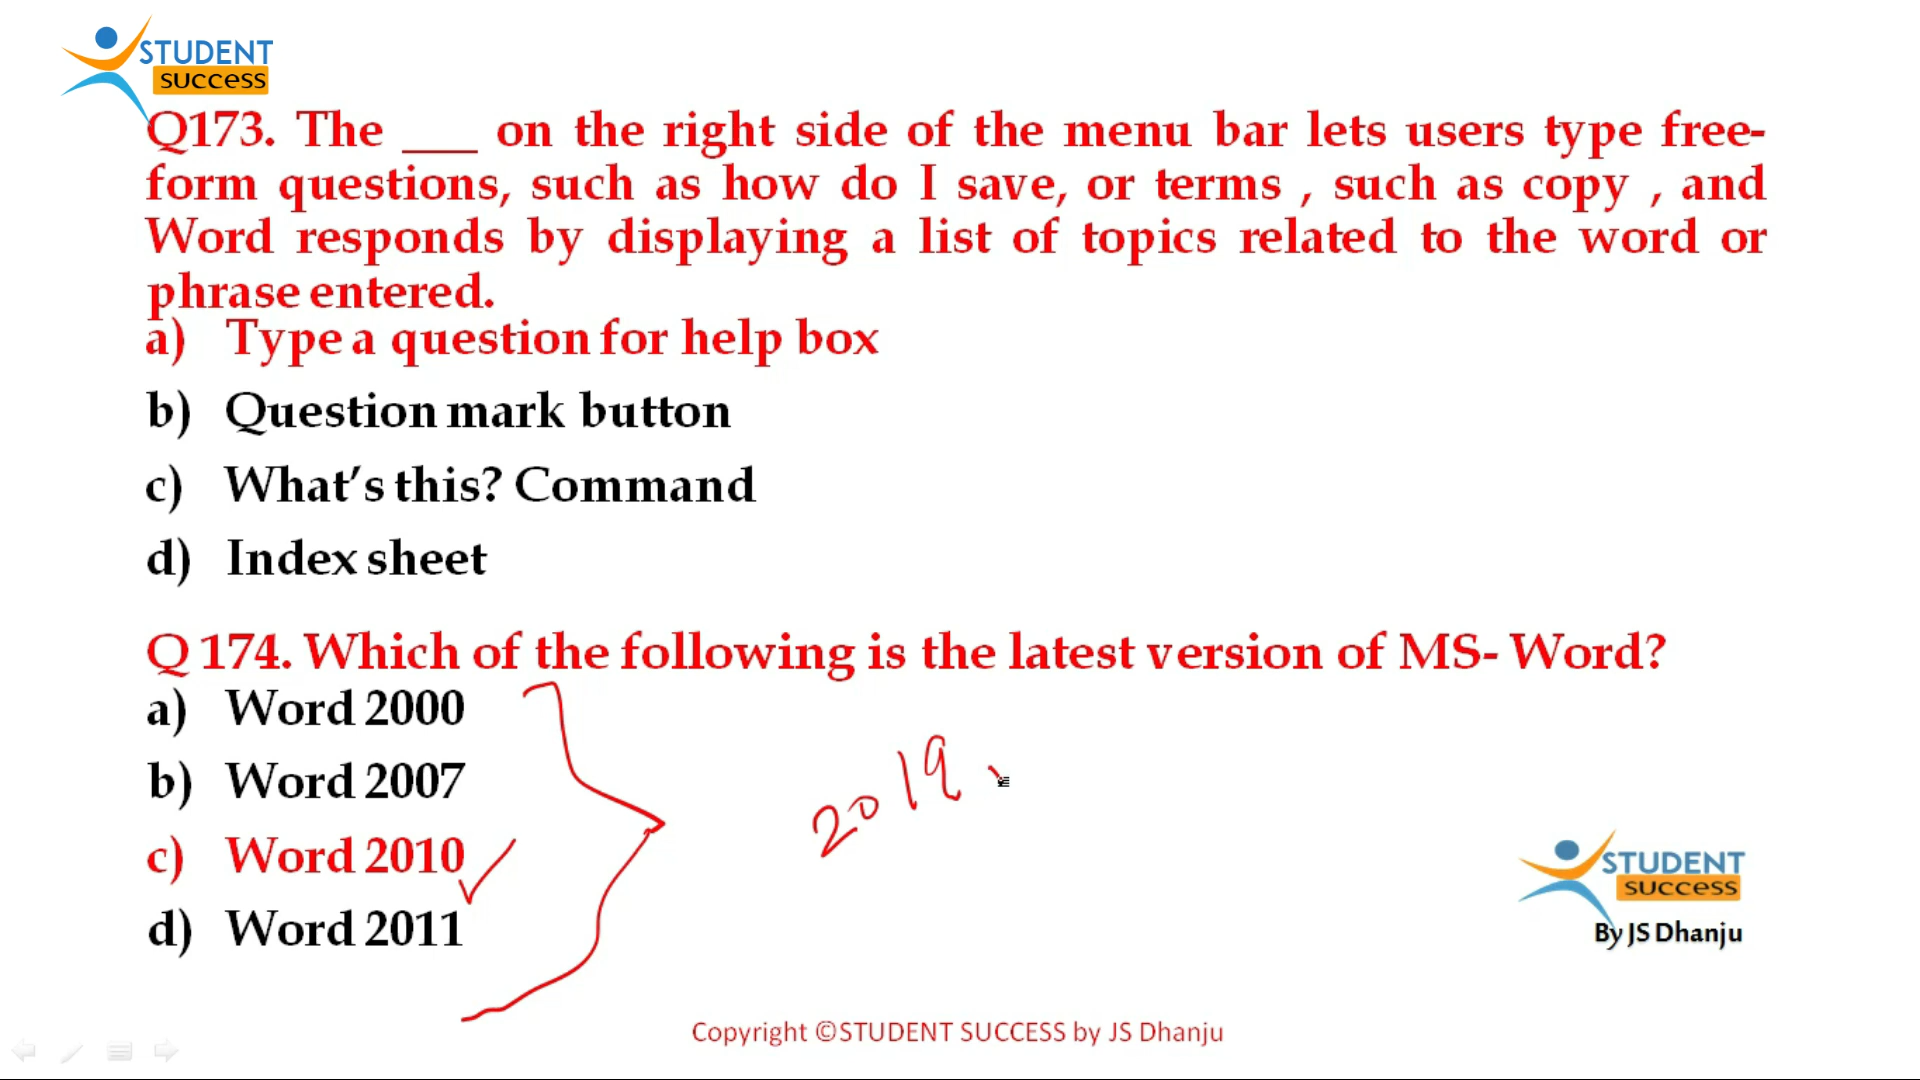 STUDENT
success
Q173. The ___ on the right side of the menu bar lets users type free-
form questions, such as how do I save, or terms , such as copy , and
Word responds by displaying a list of topics related to the word or
phrase entered.
a) Type a question for help box
b) Question mark button
c) What's this? Command
d) Index sheet
Q 174. Which of the following is the latest version of MS- Word?
a) Word 2000
b) Word 2007
c) Word 2010
d) Word 2011
2019
STUDENT
success
By JS Dhanju
Copyright ©STUDENT SUCCESS by JS Dhanju